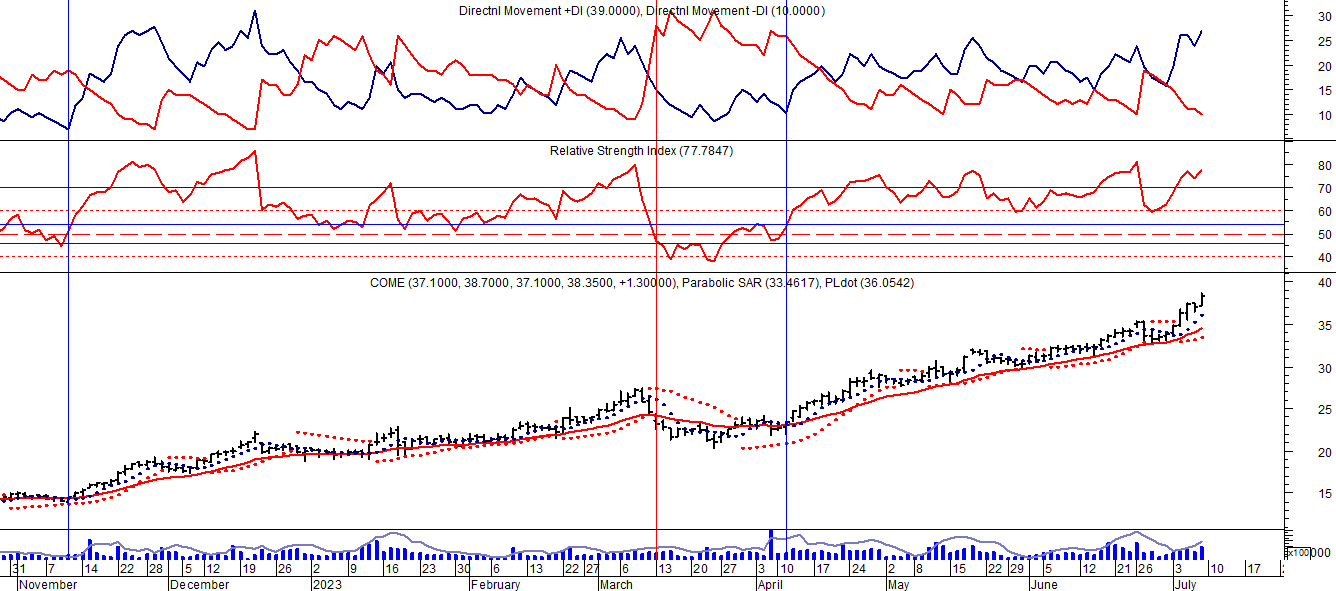 Directnl Movement +DI (39.0000), Directnl Movement -DI (10.0000)
30
25
20
15
10
Relative Strength Index (77.7847)
80
70
60
50
40
COME (37.1000, 38.7000, 37.1000, 38.3500, +1.30000), Parabolic SAR (33.4617), PLdot (36.0542)
40
35
30
25
20
15
x100 000
31 7 14 22 28 5 12 19 26 2 9 16 23 30 6 13 22 27 6 13 20 27 3 10 17 24 2 8 15 22 29 5 12 21 26 3 10 17
November December 2023 February March April May June July